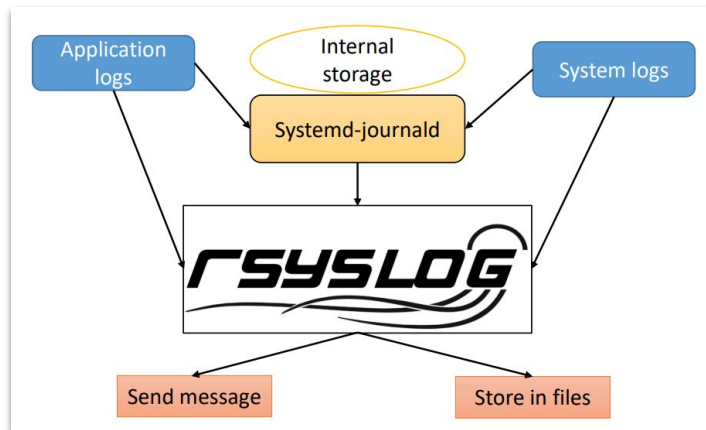 Application
logs
Internal
storage
System logs
Systemd-journald
rsyslog
Send message
Store in files